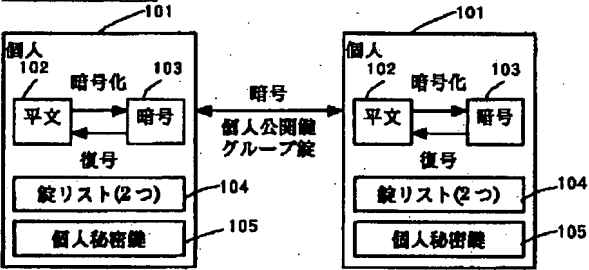 101
101
個人
102
暗号化
103
平文
暗号
復号
錠リスト(2つ)
104
個人秘密鍵
105
暗号
個人公開鍵
グループ錠
個人
102
暗号化
103
平文
暗号
復号
錠リスト(2つ)
104
個人秘密鍵
105